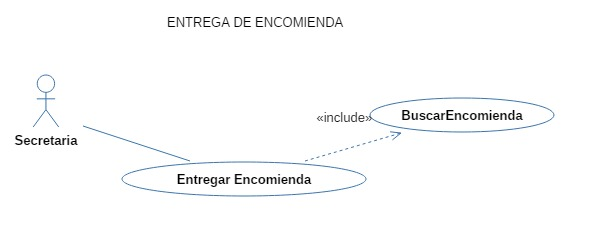 ENTREGA DE ENCOMIENDA
«include»
BuscarEncomienda
Secretaria
Entregar Encomienda